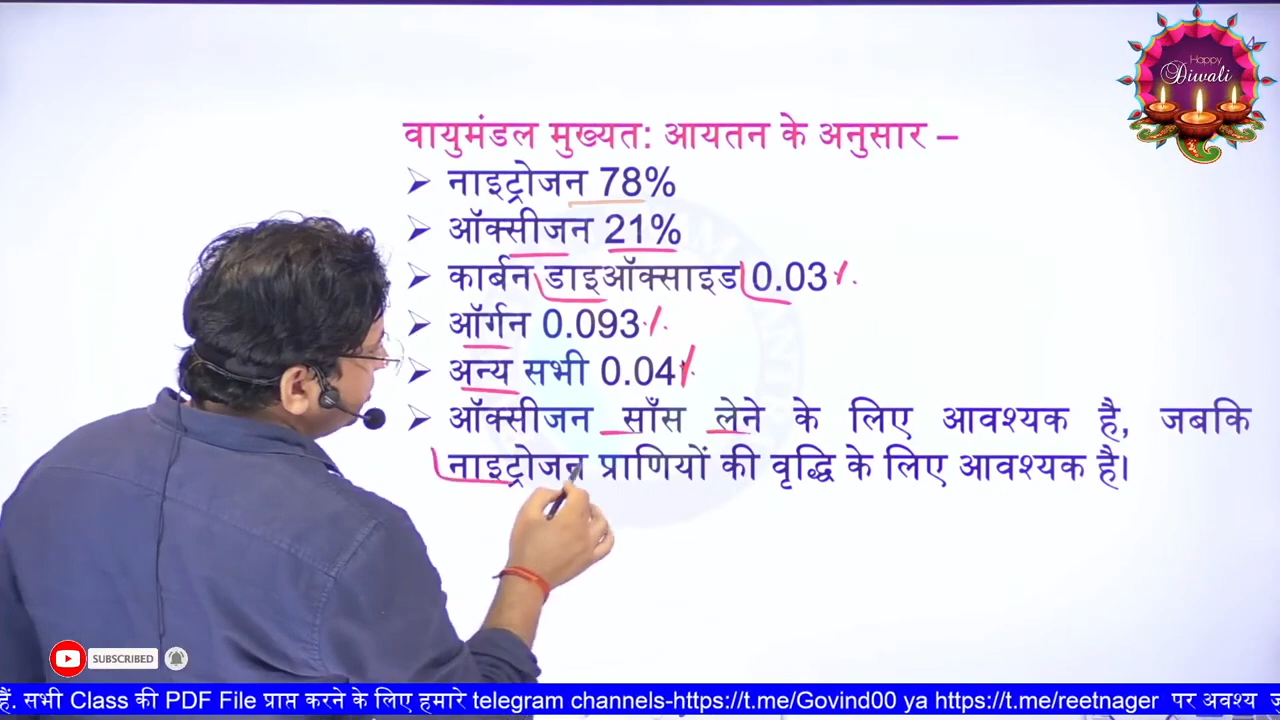 Happy
Diwali
वायुमंडल मुख्यत: आयतन के अनुसार –
➢ नाइट्रोजन 78%
➢ ऑक्सीजन 21%
➢ कार्बन डाइऑक्साइड 0.03%
➢ ऑर्गन 0.093%
➢ अन्य सभी 0.04%
➢ ऑक्सीजन साँस लेने के लिए आवश्यक है, जबकि
नाइट्रोजन प्राणियों की वृद्धि के लिए आवश्यक है।
SUBSCRIBED
हैं. सभी Class की PDF File प्राप्त करने के लिए हमारे telegram channels-https://t.me/Govind00 ya https://t.me/reetnager पर अवश्य